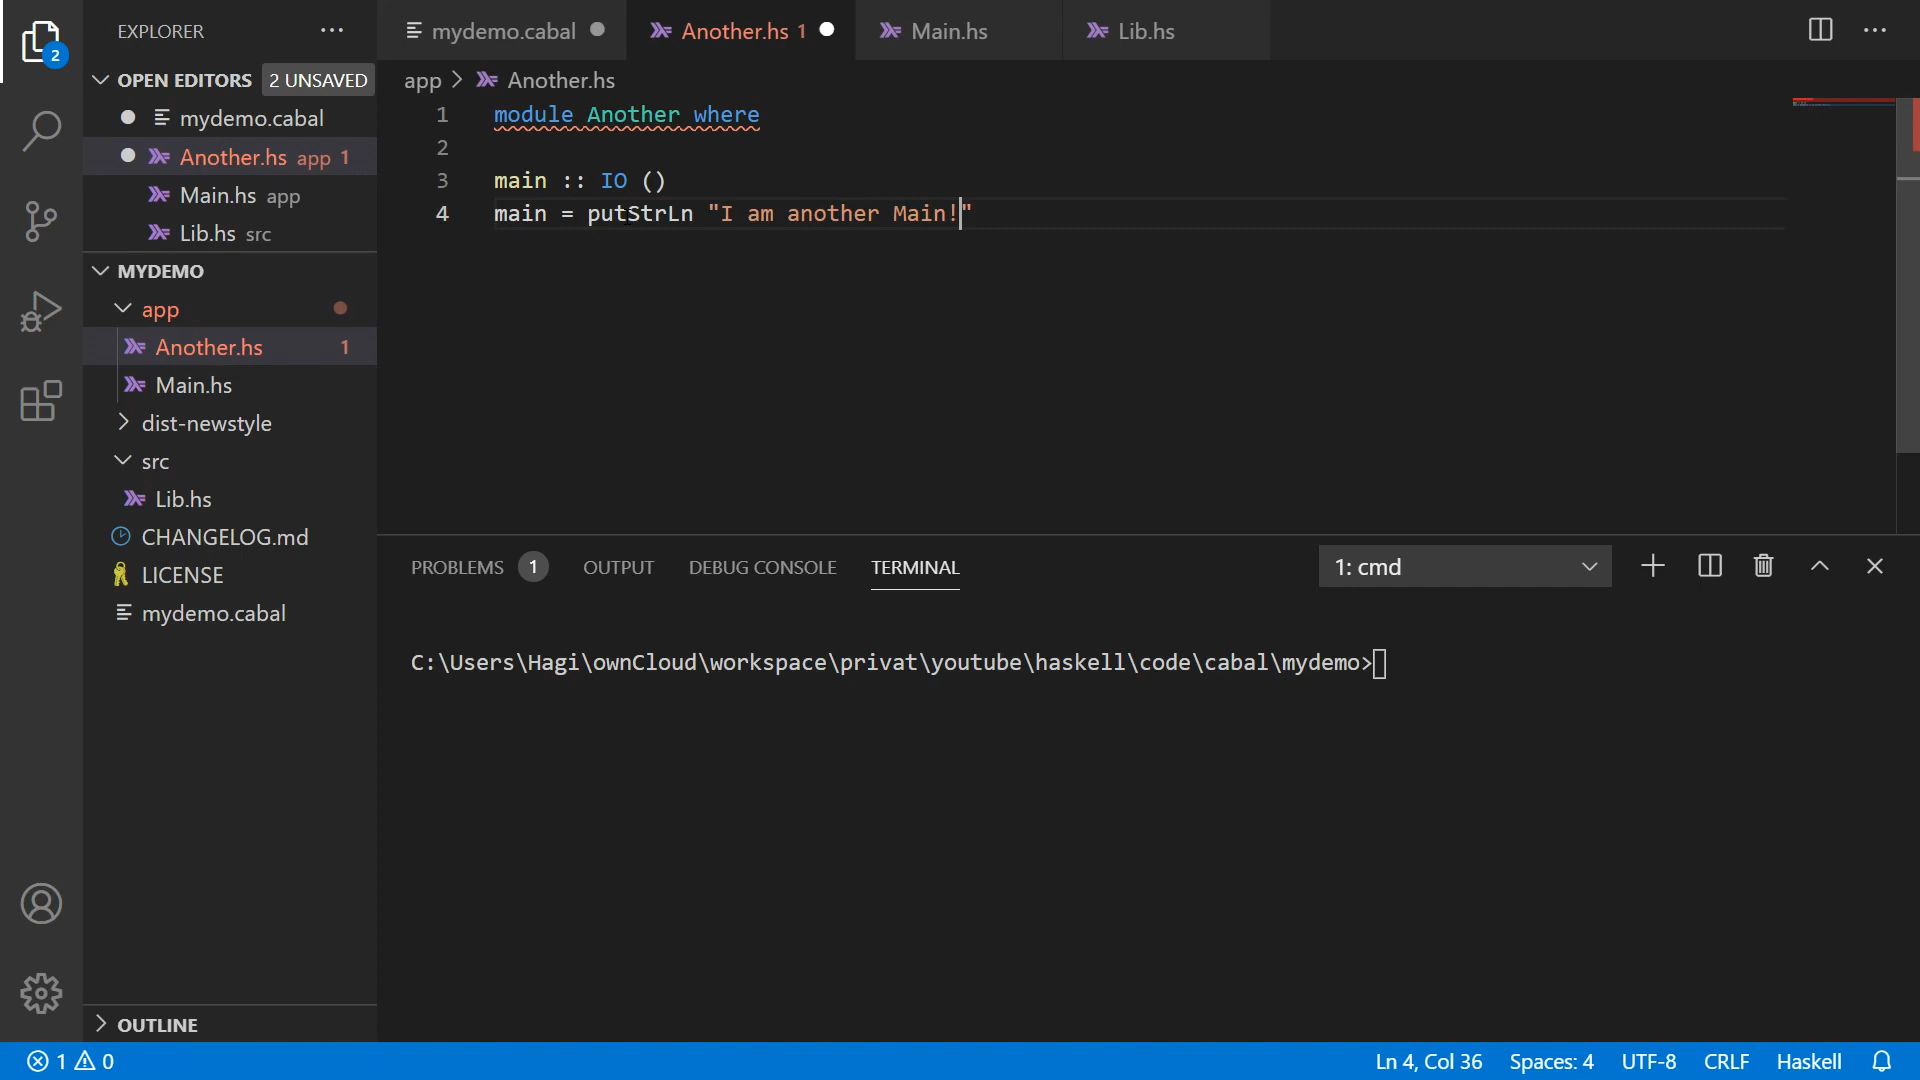 2
EXPLORER
OPEN EDITORS 2 UNSAVED
mydemo.cabal
Another.hs app 1
Main.hs app
Lib.hs src
MYDEMO
app
Another.hs 1
Main.hs
dist-newstyle
src
Lib.hs
CHANGELOG.md
LICENSE
mydemo.cabal
OUTLINE
mydemo.cabal Another.hs 1 Main.hs Lib.hs
app > Another.hs
1 module Another where
2
3 main :: IO ()
4 main = putStrLn "I am another Main!"
PROBLEMS 1 OUTPUT DEBUG CONSOLE TERMINAL 1: cmd
C:\Users\Hagi\ownCloud\workspace\privat\youtube\haskell\code\cabal\mydemo>
1 0 Ln 4, Col 36 Spaces: 4 UTF-8 CRLF Haskell